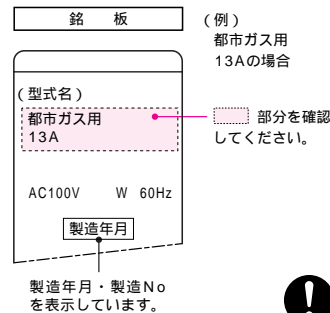 銘 板
(例)
都市ガス用
13Aの場合
(型式名)
都市ガス用
13A
部分を確認
してください。
AC100V W 60Hz
製造年月
製造年月・製造No
を表示しています。